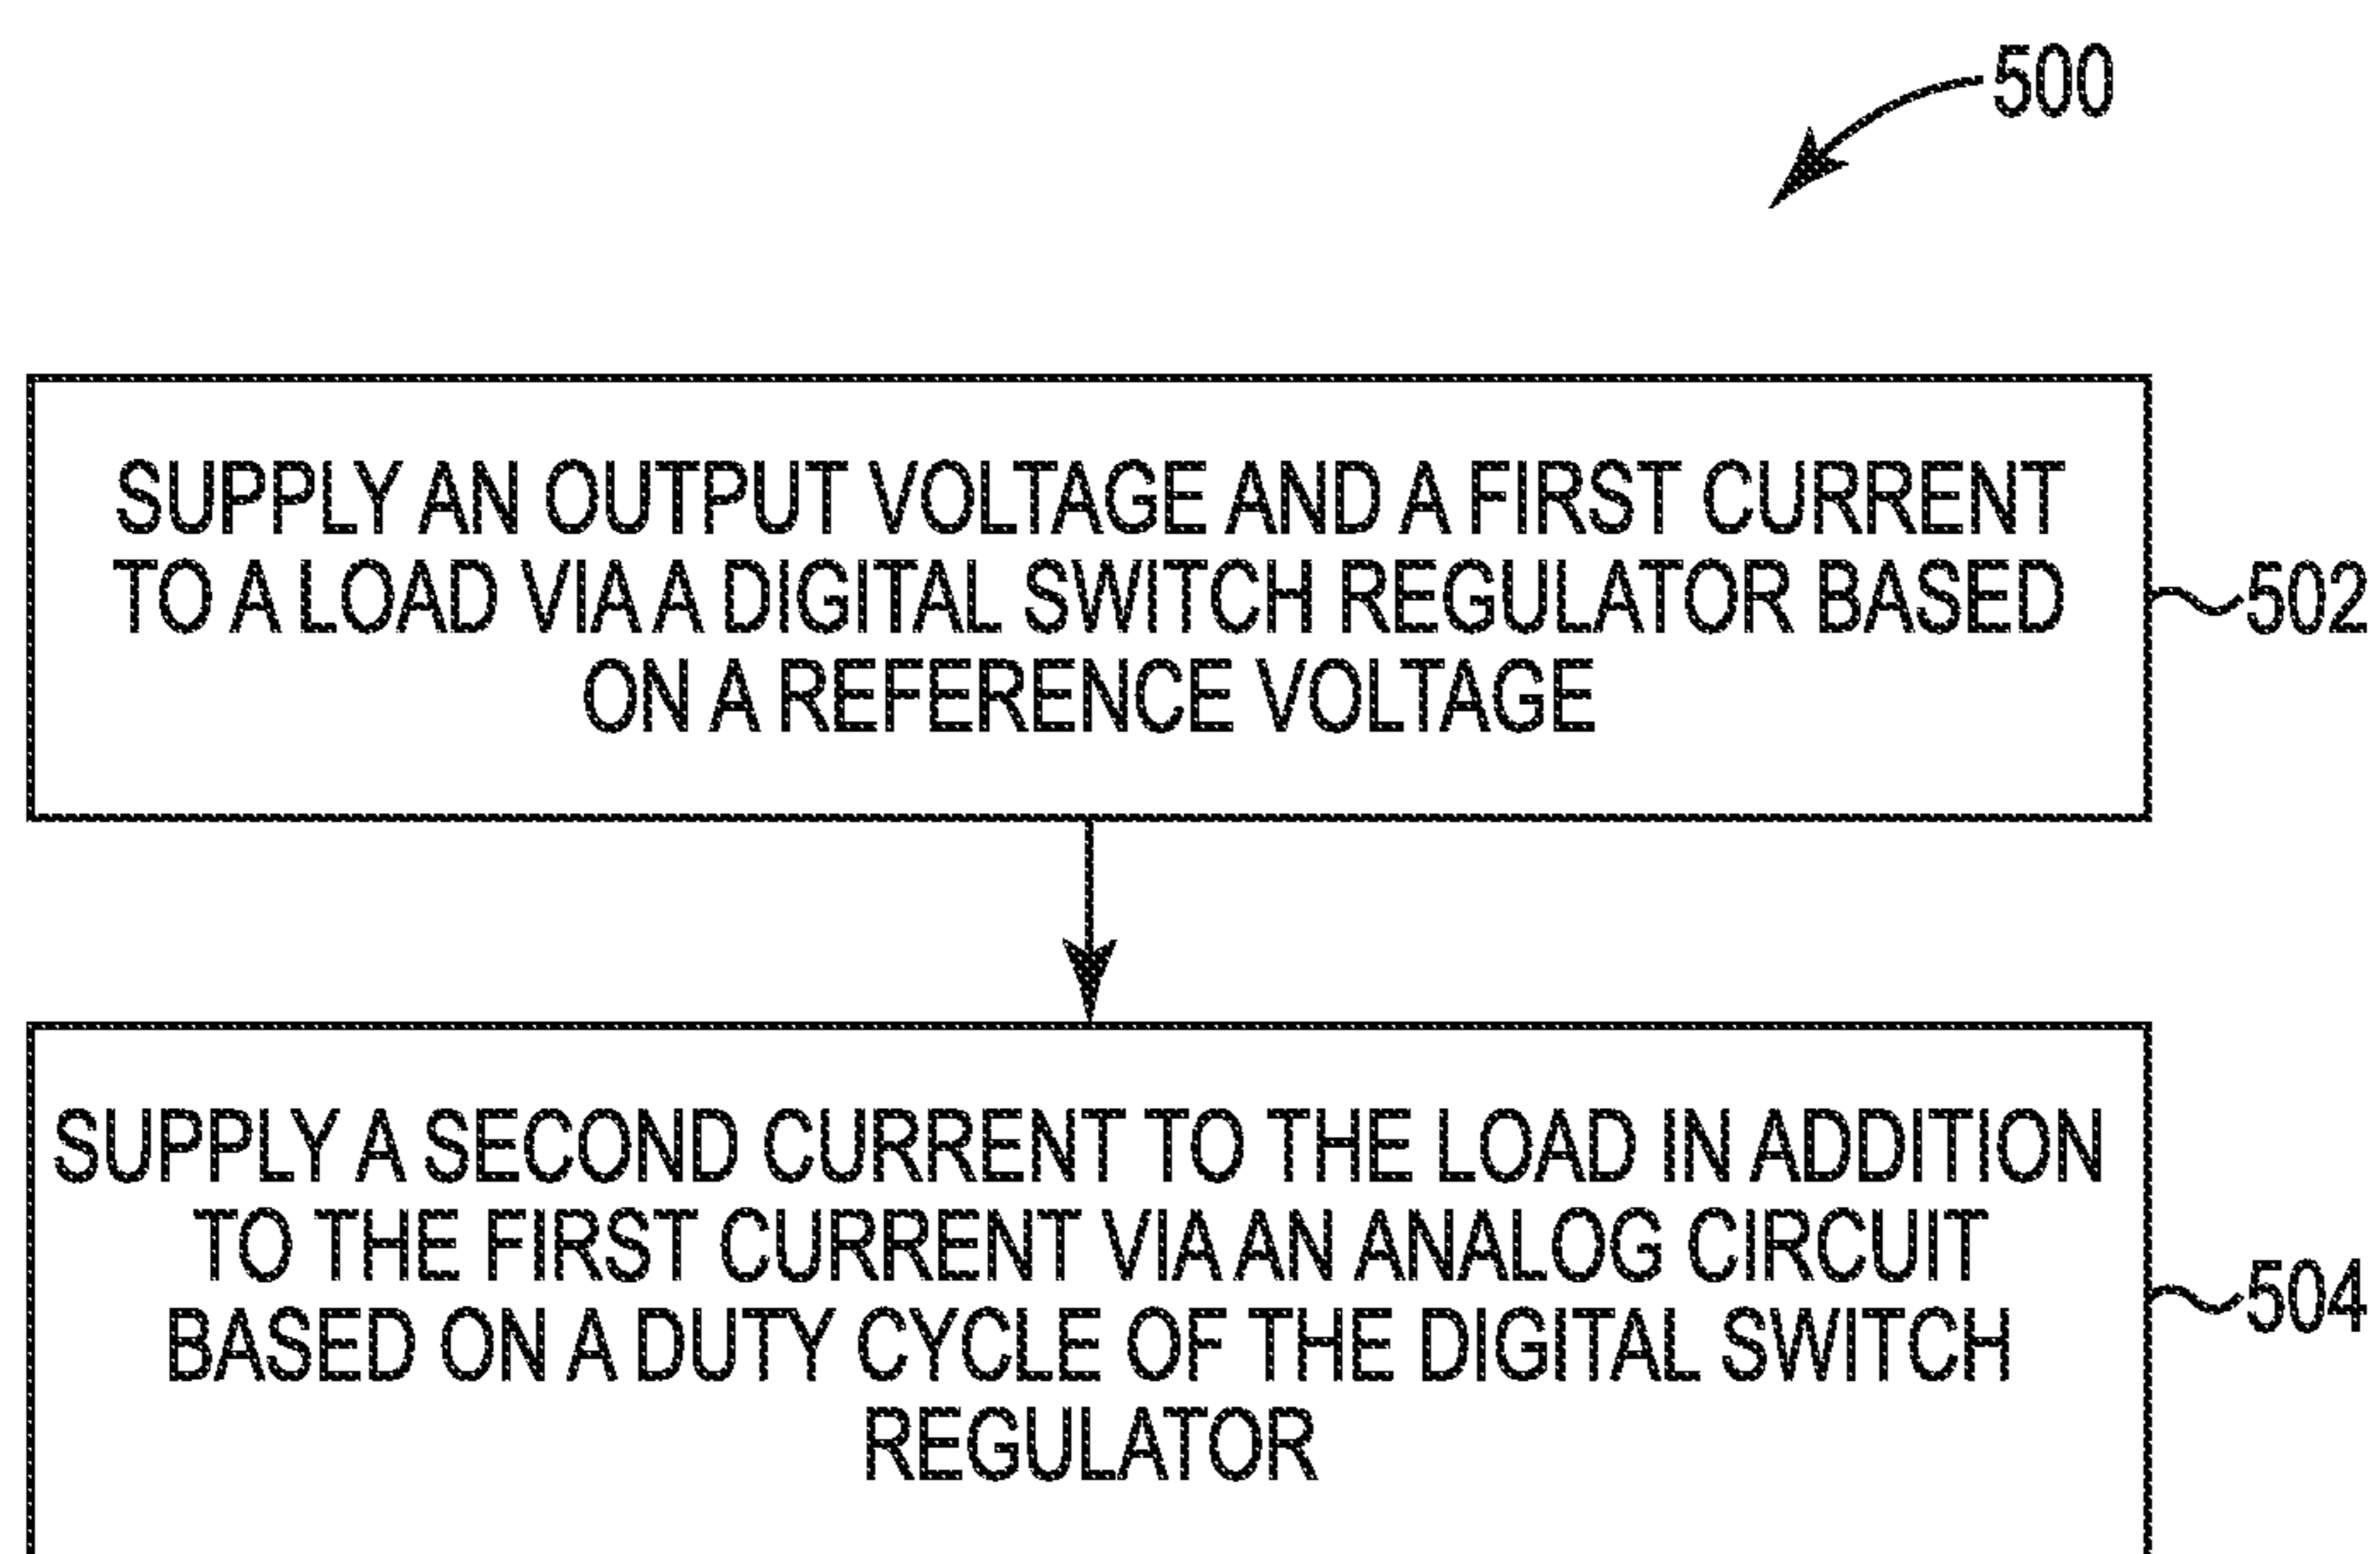 500
SUPPLY AN OUTPUT VOLTAGE AND A FIRST CURRENT
TO A LOAD VIA A DIGITAL SWITCH REGULATOR BASED
ON A REFERENCE VOLTAGE
502
SUPPLY A SECOND CURRENT TO THE LOAD IN ADDITION
TO THE FIRST CURRENT VIA AN ANALOG CIRCUIT
BASED ON A DUTY CYCLE OF THE DIGITAL SWITCH
REGULATOR
504